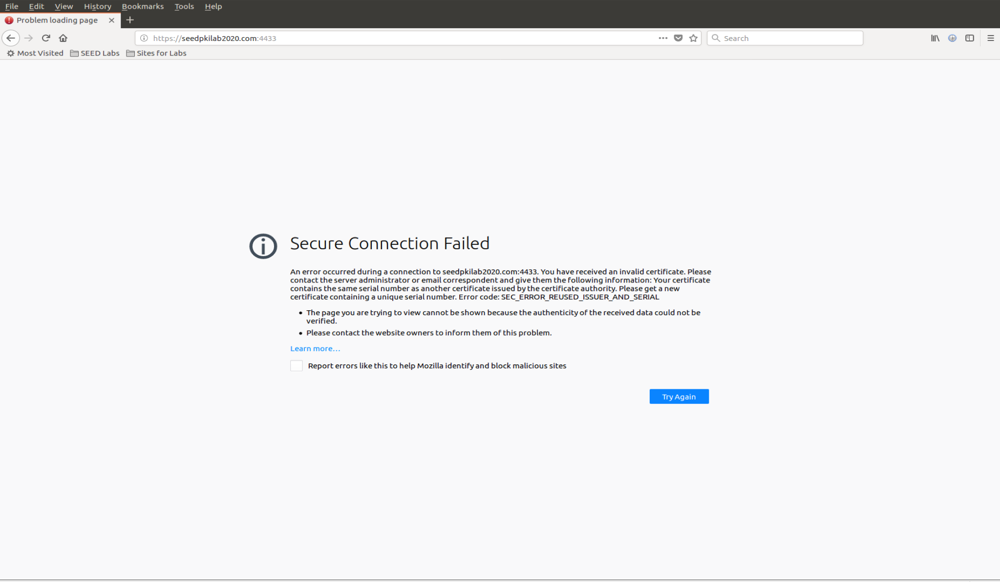 File Edit View History Bookmarks Tools Help
Problem loading page
https://seedpkilab2020.com:4433
Search
Most Visited SEED Labs Sites for Labs
Secure Connection Failed
An error occurred during a connection to seedpkilab2020.com:4433. You have received an invalid certificate. Please
contact the server administrator or email correspondent and give them the following information: Your certificate
contains the same serial number as another certificate issued by the certificate authority. Please get a new
certificate containing a unique serial number. Error code: SEC_ERROR_REUSED_ISSUER_AND_SERIAL
• The page you are trying to view cannot be shown because the authenticity of the received data could not be
verified.
• Please contact the website owners to inform them of this problem.
Learn more...
Report errors like this to help Mozilla identify and block malicious sites
Try Again